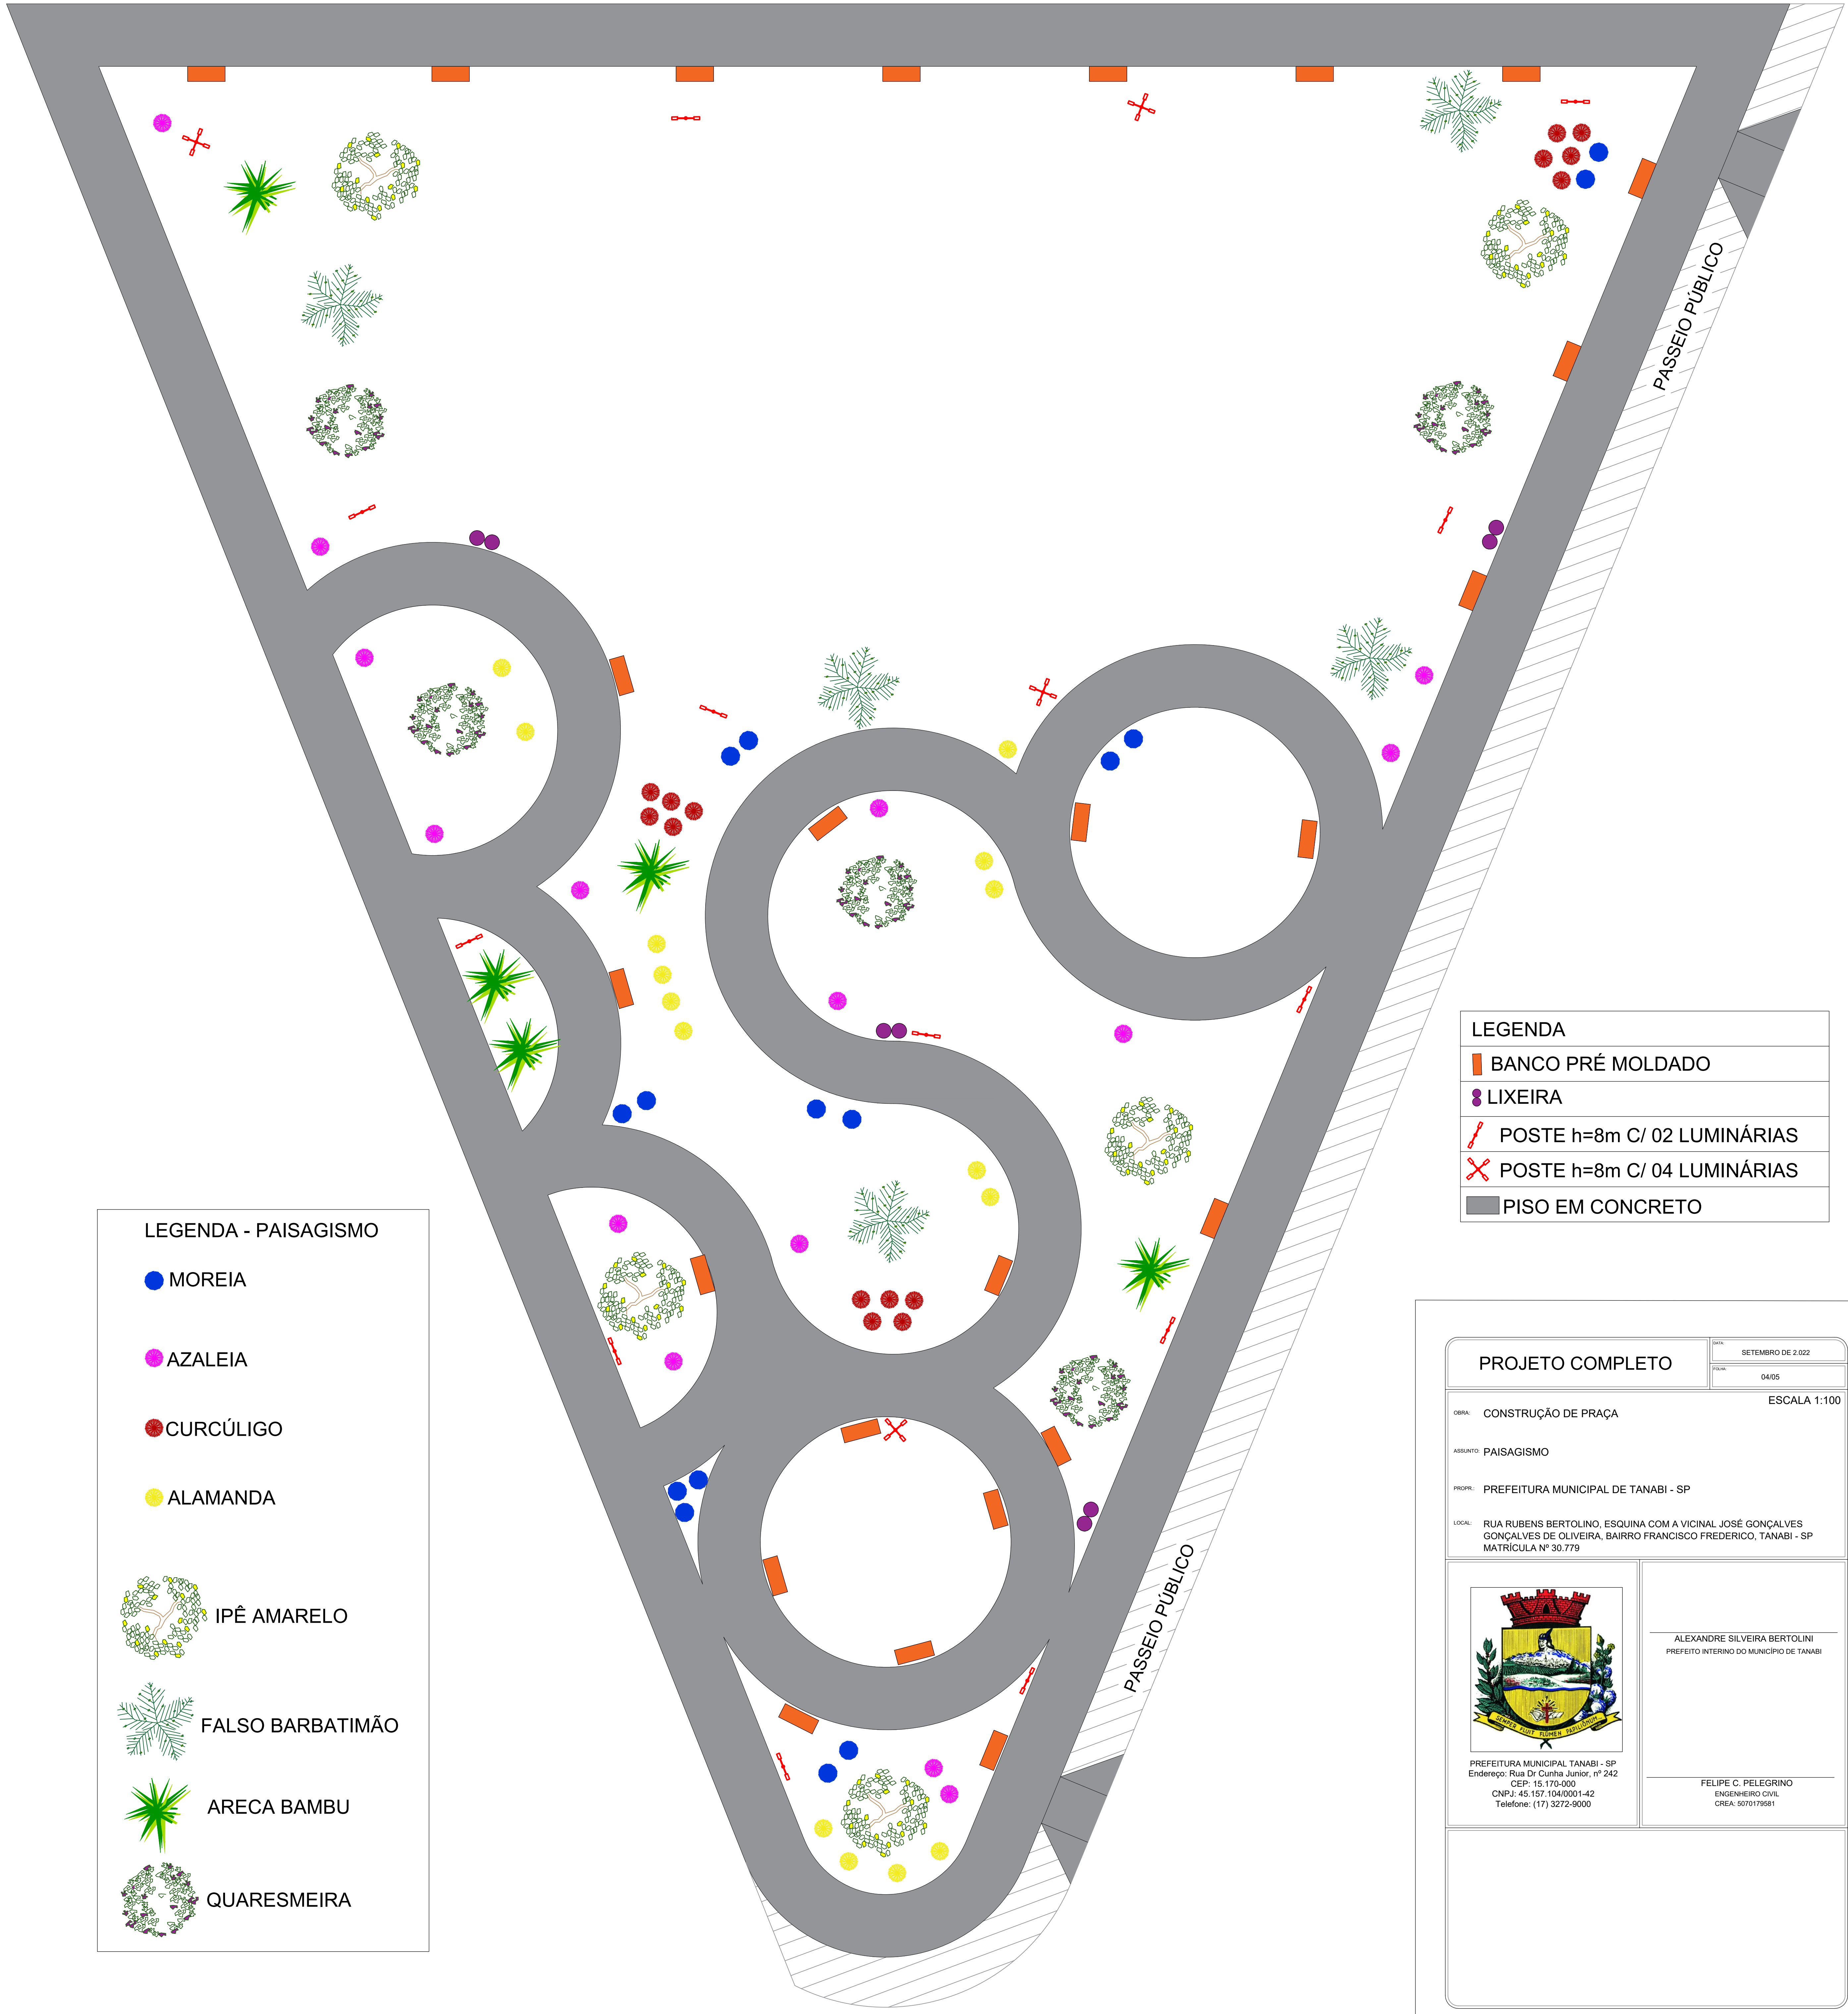 PASSEIO PÚBLICO
LEGENDA
BANCO PRÉ MOLDADO
LIXEIRA
POSTE h=8m C/ 02 LUMINÁRIAS
POSTE h=8m C/ 04 LUMINÁRIAS
PISO EM CONCRETO
LEGENDA - PAISAGISMO
MOREIA
AZALEIA
CURCÚLIGO
ALAMANDA
IPÊ AMARELO
FALSO BARBATIMÃO
ARECA BAMBU
QUARESMEIRA
PASSEIO PÚBLICO
PROJETO COMPLETO
DATA:
SETEMBRO DE 2.022
FOLHA:
04/05
ESCALA 1:100
OBRA: CONSTRUÇÃO DE PRAÇA
ASSUNTO: PAISAGISMO
PROPR.: PREFEITURA MUNICIPAL DE TANABI - SP
LOCAL: RUA RUBENS BERTOLINO, ESQUINA COM A VICINAL JOSÉ GONÇALVES
GONÇALVES DE OLIVEIRA, BAIRRO FRANCISCO FREDERICO, TANABI - SP
MATRÍCULA Nº 30.779
SEMPER FLUIT FLÚMEN PAPILIÓNUM
PREFEITURA MUNICIPAL TANABI - SP
Endereço: Rua Dr Cunha Junior, nº 242
CEP: 15.170-000
CNPJ: 45.157.104/0001-42
Telefone: (17) 3272-9000
ALEXANDRE SILVEIRA BERTOLINI
PREFEITO INTERINO DO MUNICÍPIO DE TANABI
FELIPE C. PELEGRINO
ENGENHEIRO CIVIL
CREA: 5070179581